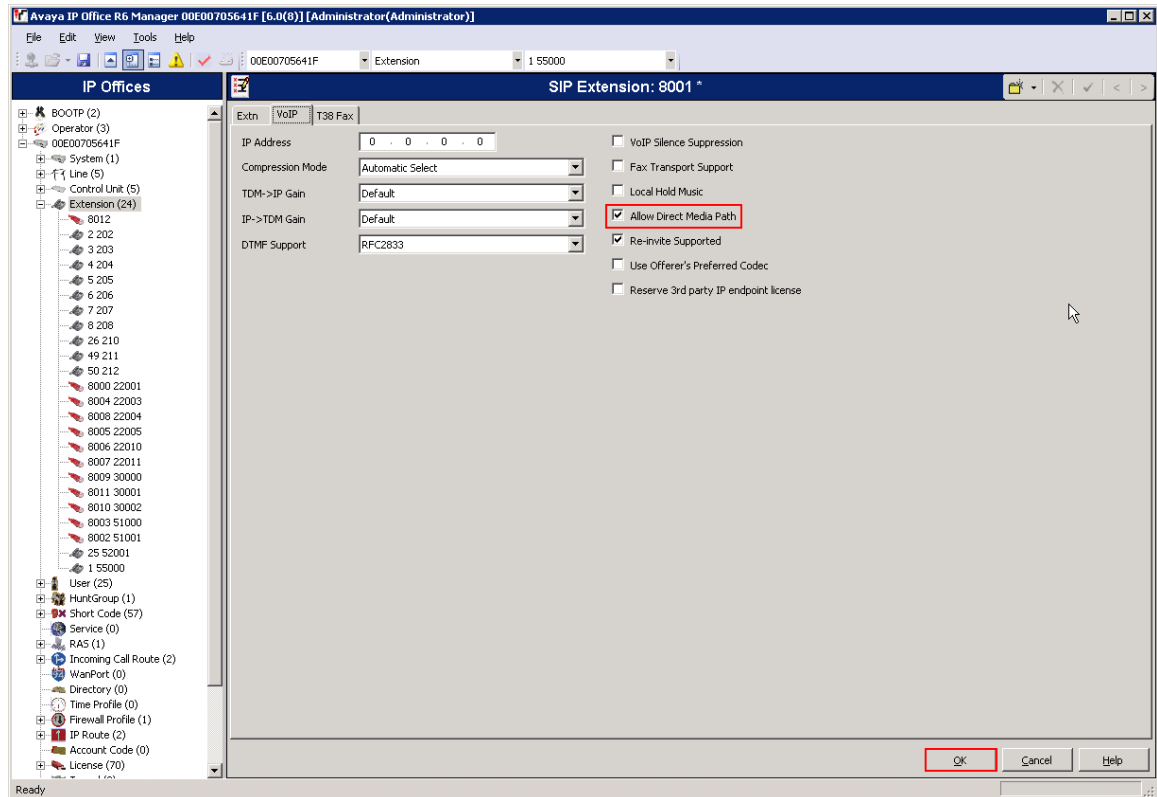 Avaya IP Office R6 Manager 00E00705641F [6.0(8)] [Administrator(Administrator)]
File Edit View Tools Help
00E00705641F Extension 1 55000
IP Offices
BOOTP (2)
Operator (3)
00E00705641F
System (1)
Line (5)
Control Unit (5)
Extension (24)
8012
2 202
3 203
4 204
5 205
6 206
7 207
8 208
26 210
49 211
50 212
8000 22001
8004 22003
8008 22004
8005 22005
8006 22010
8007 22011
8009 30000
8011 30001
8010 30002
8003 51000
8002 51001
25 52001
1 55000
User (25)
HuntGroup (1)
Short Code (57)
Service (0)
RAS (1)
Incoming Call Route (2)
WanPort (0)
Directory (0)
Time Profile (0)
Firewall Profile (1)
IP Route (2)
Account Code (0)
License (70)
SIP Extension: 8001 *
Extn VoIP T38 Fax
IP Address 0 . 0 . 0 . 0
Compression Mode Automatic Select
TDM->IP Gain Default
IP->TDM Gain Default
DTMF Support RFC2833
VoIP Silence Suppression
Fax Transport Support
Local Hold Music
Allow Direct Media Path
Re-invite Supported
Use Offerer's Preferred Codec
Reserve 3rd party IP endpoint license
OK Cancel Help
Ready